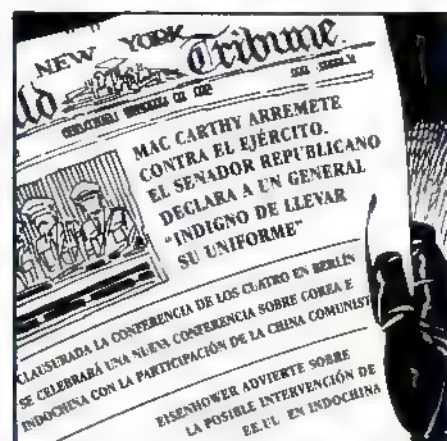 NEW YORK
ld Tribune
MAC CARTHY ARREMETE
CONTRA EL EJÉRCITO.
EL SENADOR REPUBLICANO
DECLARA A UN GENERAL
"INDIGNO DE LLEVAR
SU UNIFORME"
CLAUSURADA LA CONFERENCIA DE LOS CUATRO EN BERLÍN
SE CELEBRARÁ UNA NUEVA CONFERENCIA SOBRE COREA E
INDOCHINA CON LA PARTICIPACIÓN DE LA CHINA COMUNIST
EISENHOWER ADVIERTE SOBRE
LA POSIBLE INTERVENCIÓN DE
EE.UU. EN INDOCHINA